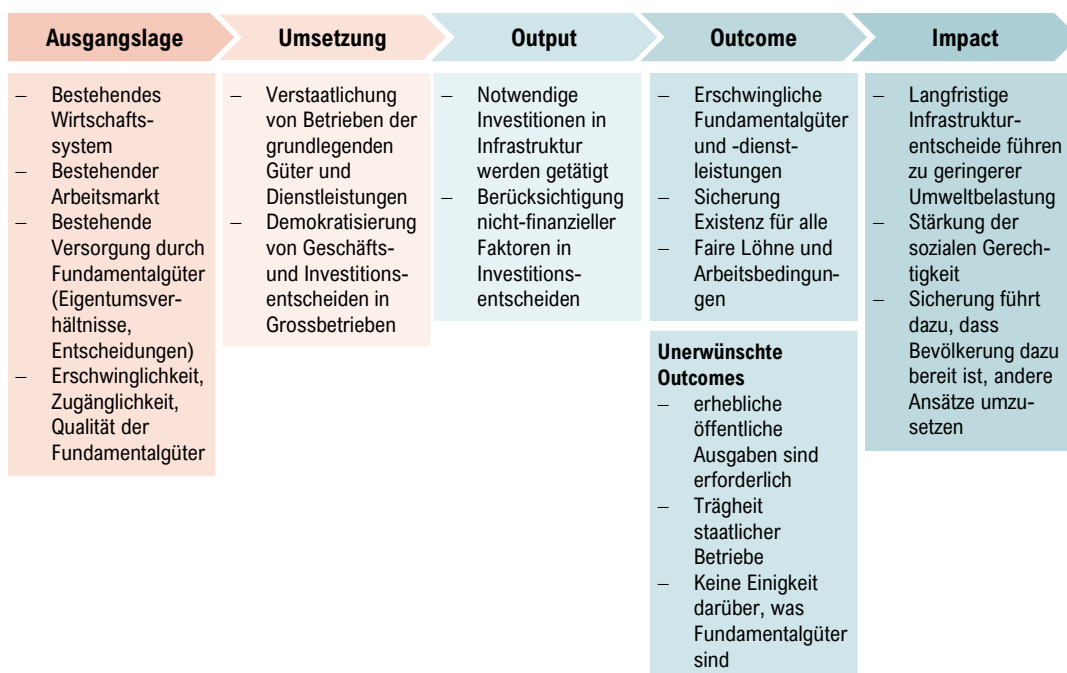 Ausgangslage
Umsetzung
Output
Outcome
Impact
– Bestehendes
Wirtschafts-
system
– Bestehender
Arbeitsmarkt
– Bestehende
Versorgung durch
Fundamentalgüter
(Eigentumsver-
hältnisse,
Entscheidungen)
– Erschwinglichkeit,
Zugänglichkeit,
Qualität der
Fundamentalgüter
– Verstaatlichung
von Betrieben der
grundlegenden
Güter und
Dienstleistungen
– Demokratisierung
von Geschäfts-
und Investitions-
entscheiden in
Grossbetrieben
– Notwendige
Investitionen in
Infrastruktur
werden getätigt
– Berücksichtigung
nicht-finanzieller
Faktoren in
Investitions-
entscheiden
– Erschwingliche
Fundamentalgüter
und -dienst-
leistungen
– Sicherung
Existenz für alle
– Faire Löhne und
Arbeitsbedingun-
gen
Unerwünschte
Outcomes
– erhebliche
öffentliche
Ausgaben sind
erforderlich
– Trägheit
staatlicher
Betriebe
– Keine Einigkeit
darüber, was
Fundamentalgüter
sind
– Langfristige
Infrastruktur-
entscheide führen
zu geringerer
Umweltbelastung
– Stärkung der
sozialen Gerech-
tigkeit
– Sicherung führt
dazu, dass
Bevölkerung dazu
bereit ist, andere
Ansätze umzu-
setzen